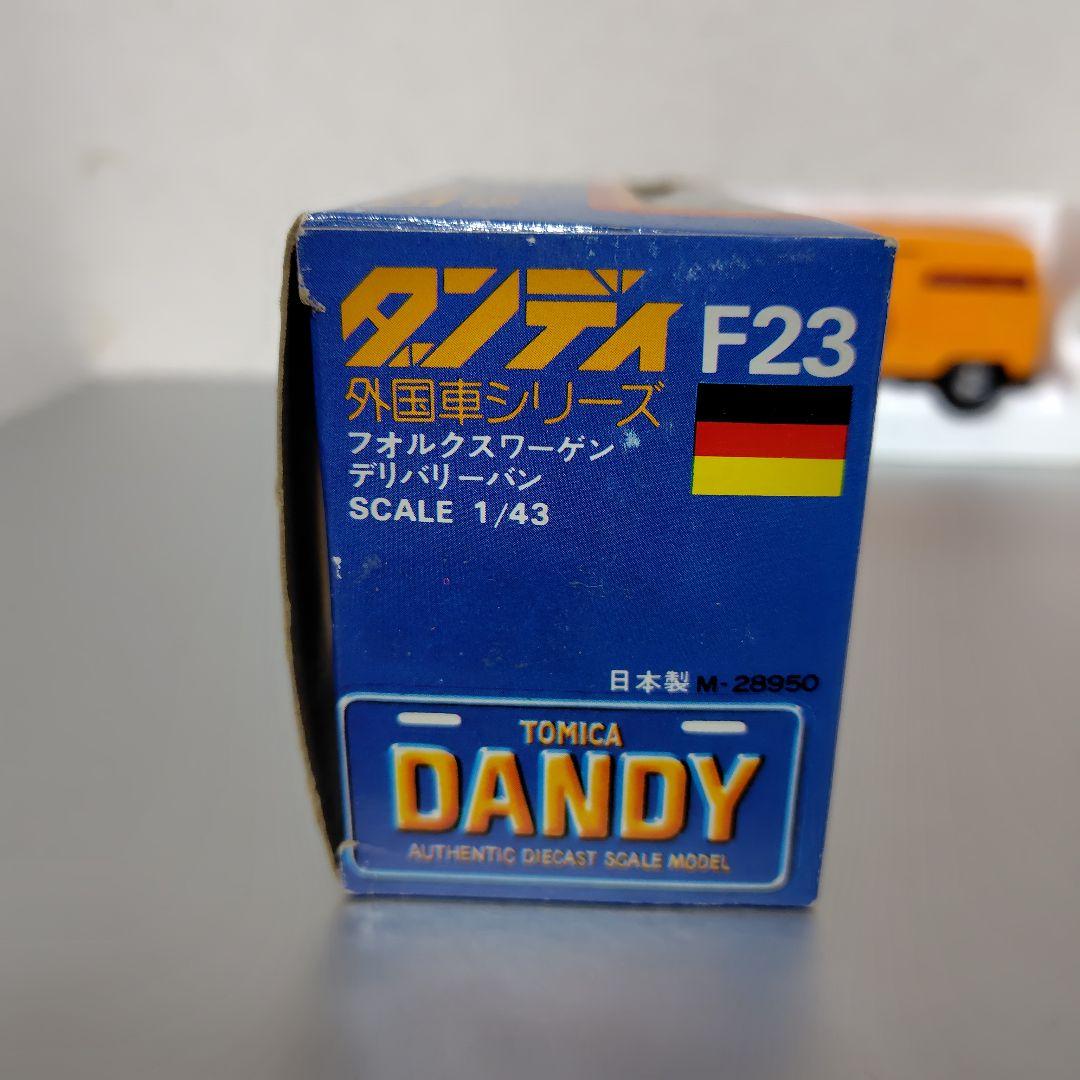 ダンディ
F23
外国車シリーズ
フオルクスワーゲン
デリバリーバン
SCALE 1/43
日本製 M-28950
TOMICA
DANDY
AUTHENTIC DIECAST SCALE MODEL